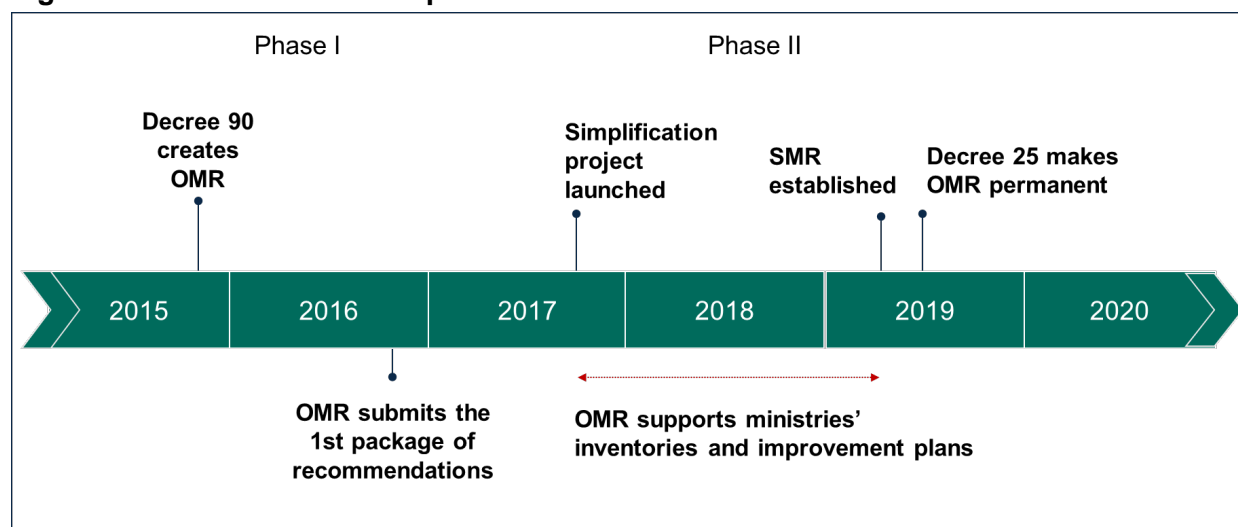 Phase I
Phase II
Decree 90
creates
OMR
Simplification
project
launched
SMR
established
Decree 25 makes
OMR permanent
2015
2016
2017
2018
2019
2020
OMR submits the
1st package of
recommendations
OMR supports ministries’
inventories and improvement plans